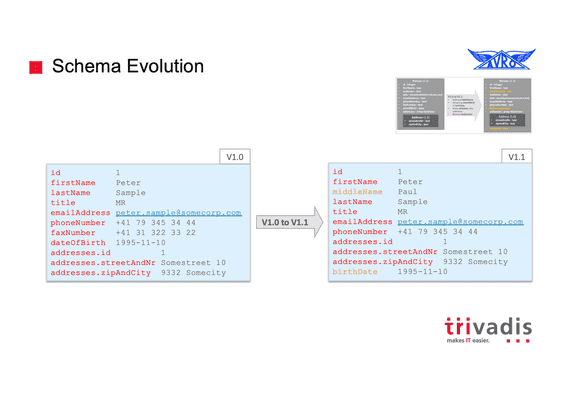 Schema Evolution
AVRO
V1.0
id 1
firstName Peter
lastName Sample
title MR
emailAddress peter.sample@somecorp.com
phoneNumber +41 79 345 34 44
faxNumber +41 31 322 33 22
dateOfBirth 1995-11-10
addresses.id 1
addresses.streetAndNr Somestreet 10
addresses.zipAndCity 9332 Somecity
V1.0 to V1.1
V1.1
id 1
firstName Peter
middleName Paul
lastName Sample
title MR
emailAddress peter.sample@somecorp.com
phoneNumber +41 79 345 34 44
addresses.id 1
addresses.streetAndNr Somestreet 10
addresses.zipAndCity 9332 Somecity
birthDate 1995-11-10
trivadis
makes IT easier.